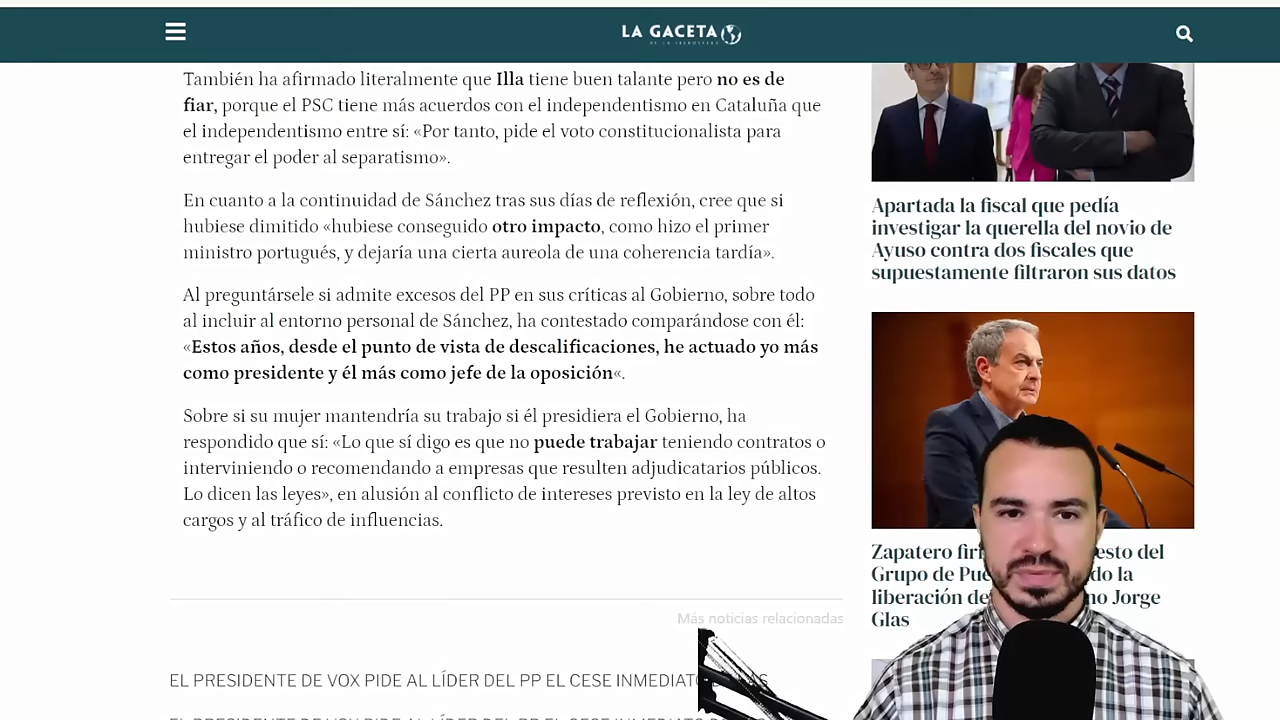 LA GACETA
DE LA IBEROSFERA
También ha afirmado literalmente que Illa tiene buen talante pero no es de
fiar, porque el PSC tiene más acuerdos con el independentismo en Cataluña que
el independentismo entre sí: «Por tanto, pide el voto constitucionalista para
entregar el poder al separatismo».
En cuanto a la continuidad de Sánchez tras sus días de reflexión, cree que si
hubiese dimitido «hubiese conseguido otro impacto, como hizo el primer
ministro portugués, y dejaría una cierta aureola de una coherencia tardía».
Al preguntársele si admite excesos del PP en sus críticas al Gobierno, sobre todo
al incluir al entorno personal de Sánchez, ha contestado comparándose con él:
«Estos años, desde el punto de vista de descalificaciones, he actuado yo más
como presidente y él más como jefe de la oposición«.
Sobre si su mujer mantendría su trabajo si él presidiera el Gobierno, ha
respondido que sí: «Lo que sí digo es que no puede trabajar teniendo contratos o
interviniendo o recomendando a empresas que resulten adjudicatarios públicos.
Lo dicen las leyes», en alusión al conflicto de intereses previsto en la ley de altos
cargos y al tráfico de influencias.
Más noticias relacionadas
EL PRESIDENTE DE VOX PIDE AL LÍDER DEL PP EL CESE INMEDIATO
Apartada la fiscal que pedía
investigar la querella del novio de
Ayuso contra dos fiscales que
supuestamente filtraron sus datos
Zapatero esto del
Grupo de do la
liberación Jorge
Glas